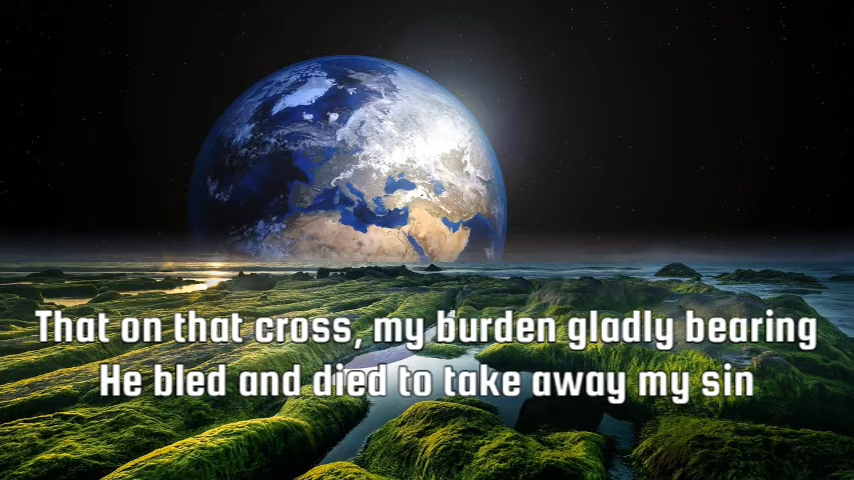 That on that cross, my burden gladly bearing
He bled and died to take away my sin